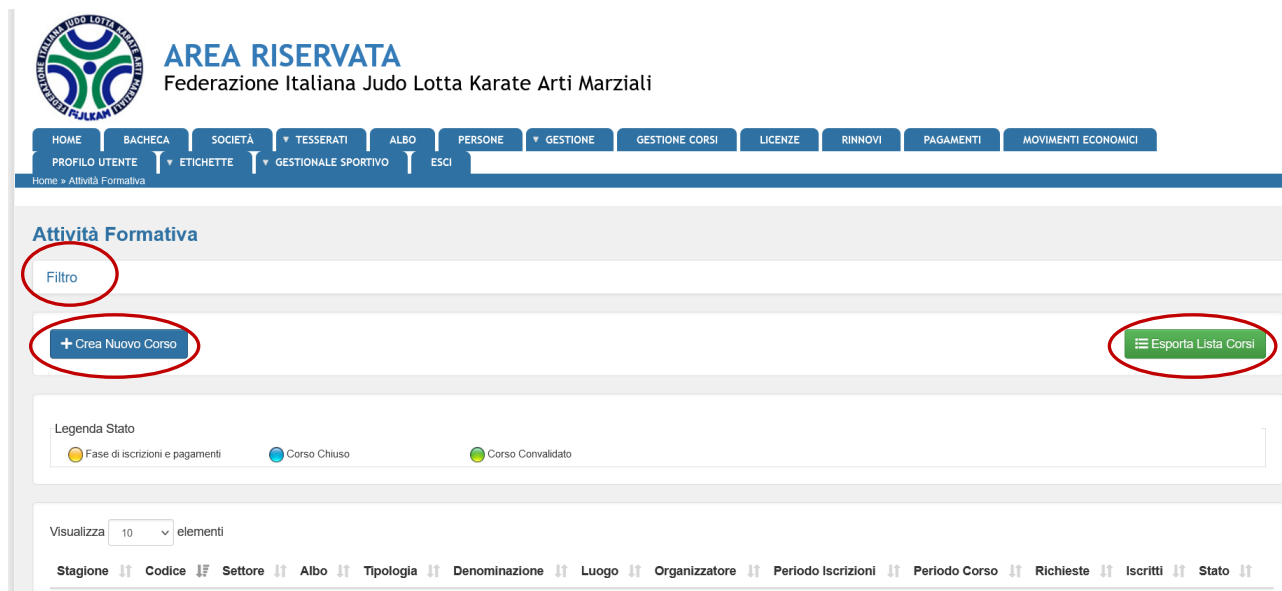 FEDERAZIONE ITALIANA JUDO LOTTA KARATE ARTI MARZIALI
FIJLKAM
AREA RISERVATA
Federazione Italiana Judo Lotta Karate Arti Marziali
HOME BACHECA SOCIETÀ TESSERATI ALBO PERSONE GESTIONE GESTIONE CORSI LICENZE RINNOVI PAGAMENTI MOVIMENTI ECONOMICI
PROFILO UTENTE ETICHETTE GESTIONALE SPORTIVO ESCI
Home » Attività Formativa
Attività Formativa
Filtro
+ Crea Nuovo Corso Esporta Lista Corsi
Legenda Stato
Fase di iscrizioni e pagamenti Corso Chiuso Corso Convalidato
Visualizza 10 elementi
Stagione Codice Settore Albo Tipologia Denominazione Luogo Organizzatore Periodo Iscrizioni Periodo Corso Richieste Iscritti Stato